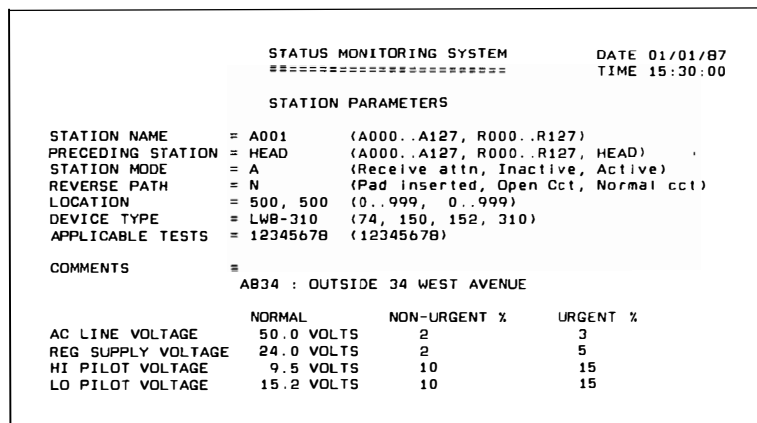 STATUS MONITORING SYSTEM DATE 01/01/87
======================== TIME 15:30:00
STATION PARAMETERS
STATION NAME = A001 (A000..A127, R000..R127)
PRECEDING STATION = HEAD (A000..A127, R000..R127, HEAD)
STATION MODE = A (Receive attn, Inactive, Active)
REVERSE PATH = N (Pad inserted, Open Cct, Normal cct)
LOCATION = 500, 500 (0..999, 0..999)
DEVICE TYPE = LWB-310 (74, 150, 152, 310)
APPLICABLE TESTS = 12345678 (12345678)
COMMENTS =
AB34 : OUTSIDE 34 WEST AVENUE
NORMAL NON-URGENT % URGENT %
AC LINE VOLTAGE 50.0 VOLTS 2 3
REG SUPPLY VOLTAGE 24.0 VOLTS 2 5
HI PILOT VOLTAGE 9.5 VOLTS 10 15
LO PILOT VOLTAGE 15.2 VOLTS 10 15